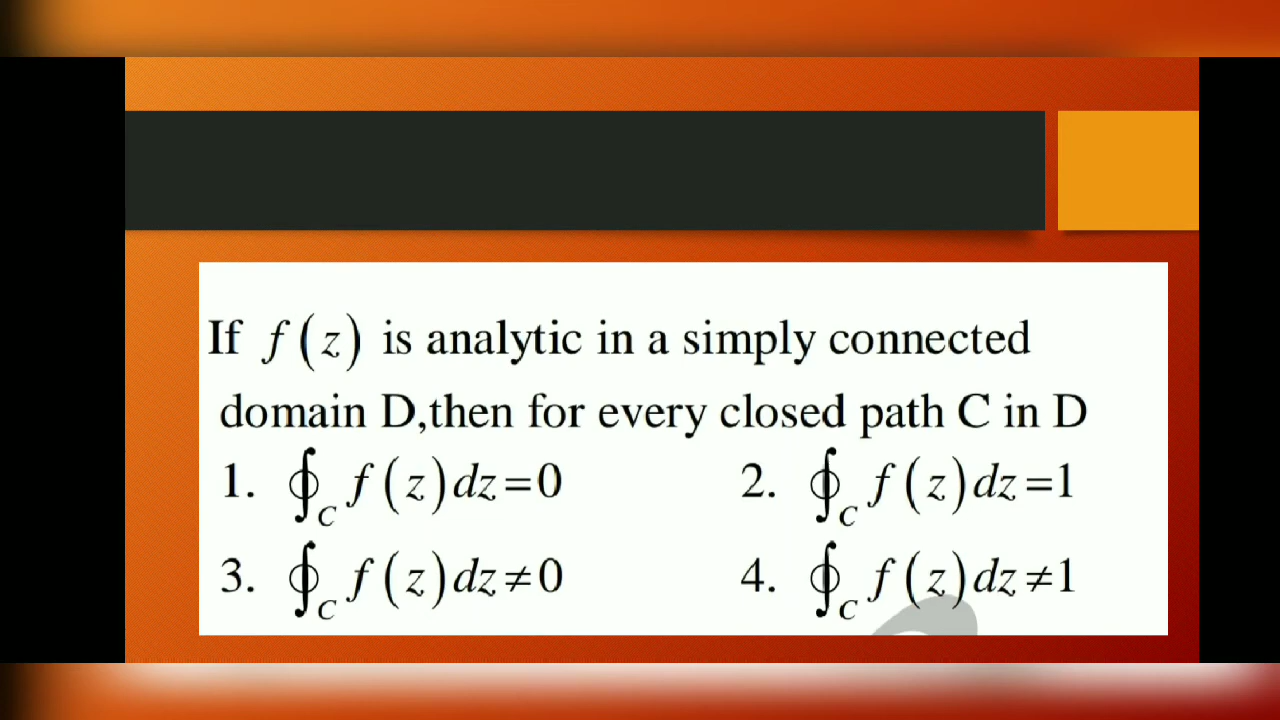 If f(z) is analytic in a simply connected
domain D,then for every closed path C in D
1. ∮_C f(z)dz=0 2. ∮_C f(z)dz=1
3. ∮_C f(z)dz≠0 4. ∮_C f(z)dz≠1